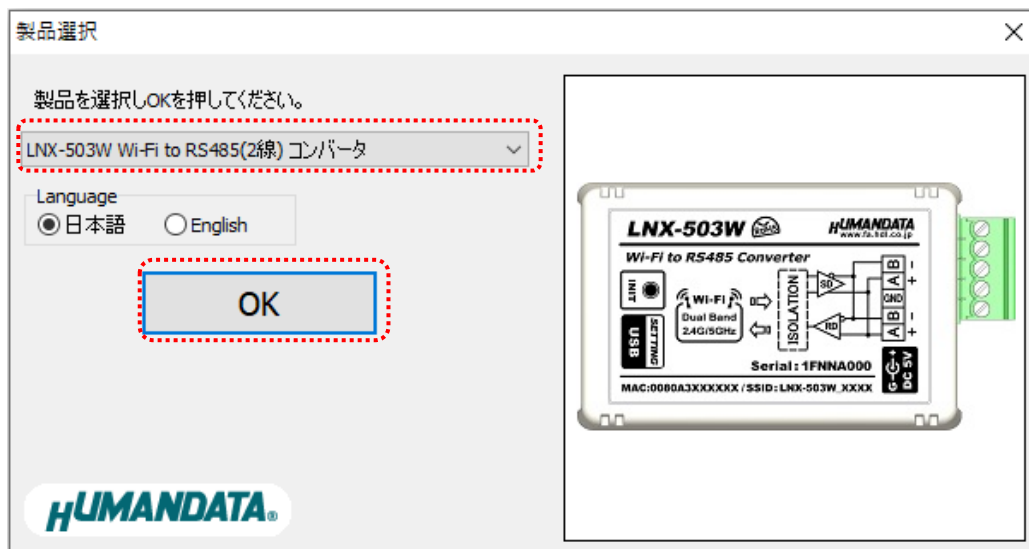 製品選択
製品を選択しOKを押してください。
LNX-503W Wi-Fi to RS485(2線) コンバータ
Language
日本語 English
OK
HUMANDATA®
LNX-503W RoHS HUMANDATA
www.fa.hdl.co.jp
Wi-Fi to RS485 Converter
INIT
Wi-Fi
Dual Band
2.4G/5GHz
ISOLATION
SD
RD
B -
A +
GND
B -
A +
USB
SETTING
G +
DC 5V
Serial: 1FNNA000
MAC:0080A3XXXXXX / SSID: LNX-503W_XXXX